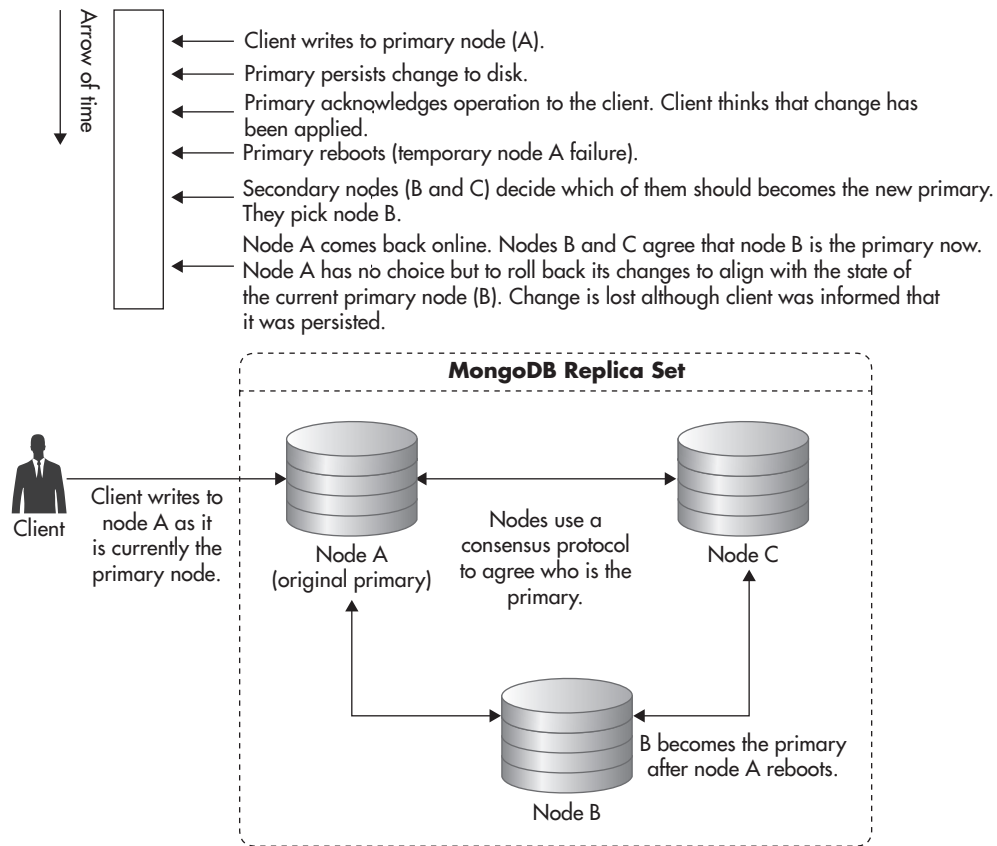 Arrow of time
Client writes to primary node (A).
Primary persists change to disk.
Primary acknowledges operation to the client. Client thinks that change has
been applied.
Primary reboots (temporary node A failure).
Secondary nodes (B and C) decide which of them should becomes the new primary.
They pick node B.
Node A comes back online. Nodes B and C agree that node B is the primary now.
Node A has no choice but to roll back its changes to align with the state of
the current primary node (B). Change is lost although client was informed that
it was persisted.
MongoDB Replica Set
Client
Client writes to
node A as it
is currently the
primary node.
Node A
(original primary)
Nodes use a
consensus protocol
to agree who is the
primary.
Node C
B becomes the primary
after node A reboots.
Node B